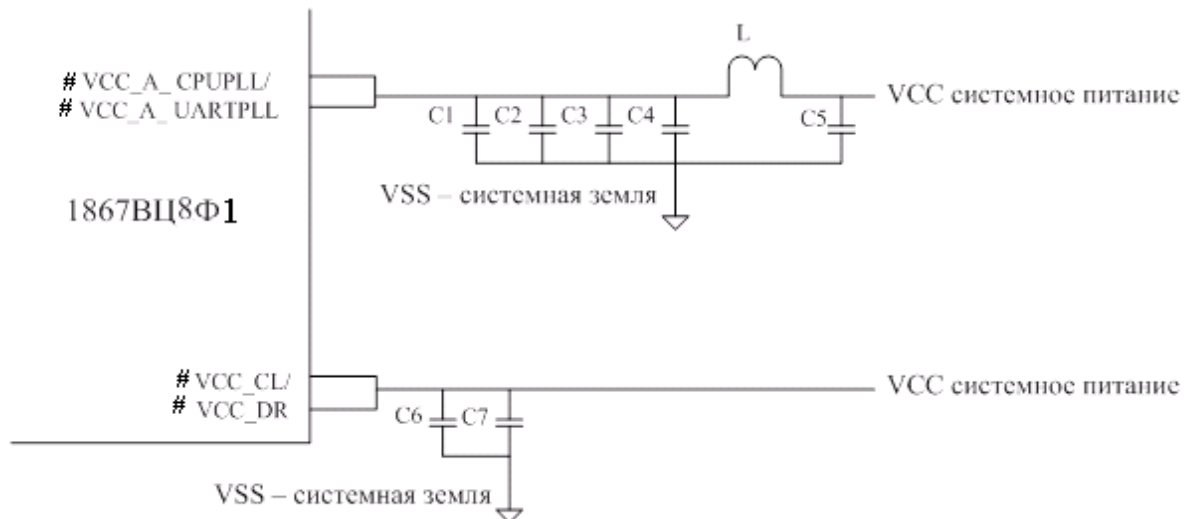 L
# VCC_A_ CPUPLL/
# VCC_A_ UARTPLL
C1 C2 C3 C4 C5
VCC системное питание
VSS – системная земля
1867ВЦ8Ф1
# VCC_CL/
# VCC_DR
VCC системное питание
C6 C7
VSS – системная земля